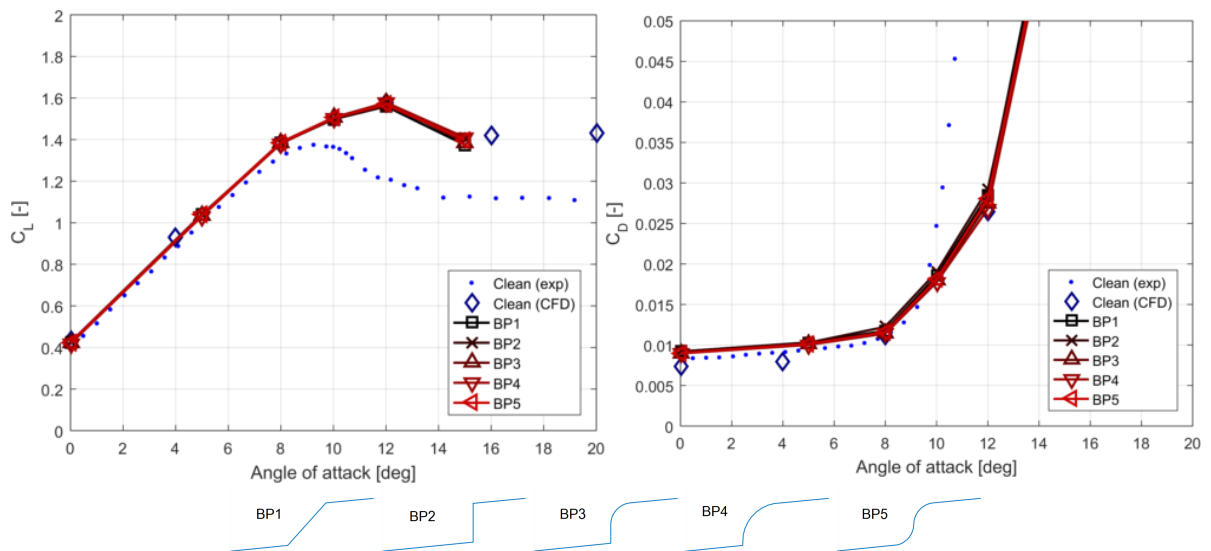 2
1.8
1.6
1.4
1.2
1
0.8
0.6
0.4
0.2
0
C_L [-]
0 2 4 6 8 10 12 14 16 18 20
Angle of attack [deg]
Clean (exp)
Clean (CFD)
BP1
BP2
BP3
BP4
BP5
0.05
0.045
0.04
0.035
0.03
0.025
0.02
0.015
0.01
0.005
0
C_D [-]
0 2 4 6 8 10 12 14 16 18 20
Angle of attack [deg]
Clean (exp)
Clean (CFD)
BP1
BP2
BP3
BP4
BP5
BP1 BP2 BP3 BP4 BP5